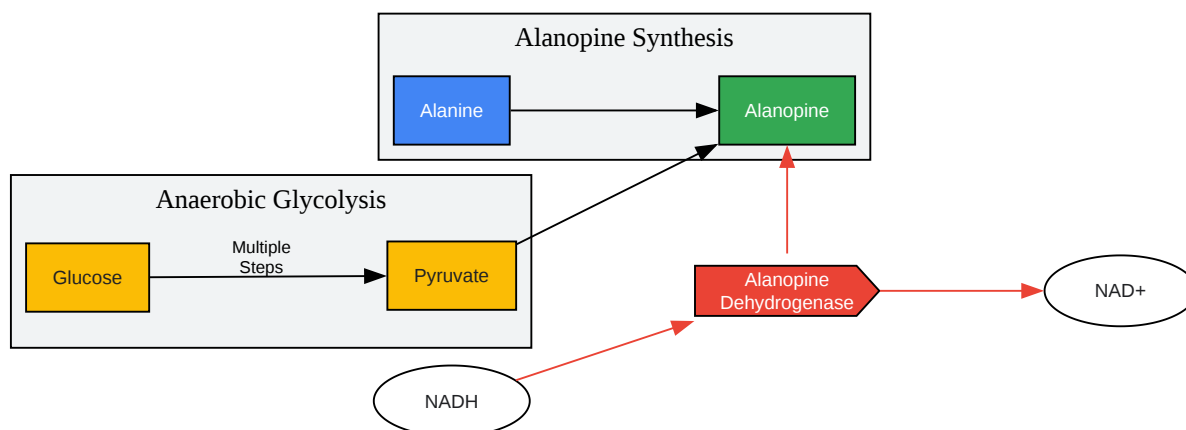 Alanopine Synthesis
Alanine
Alanopine
Anaerobic Glycolysis
Glucose
Multiple
Steps
Pyruvate
Alanopine
Dehydrogenase
NAD+
NADH